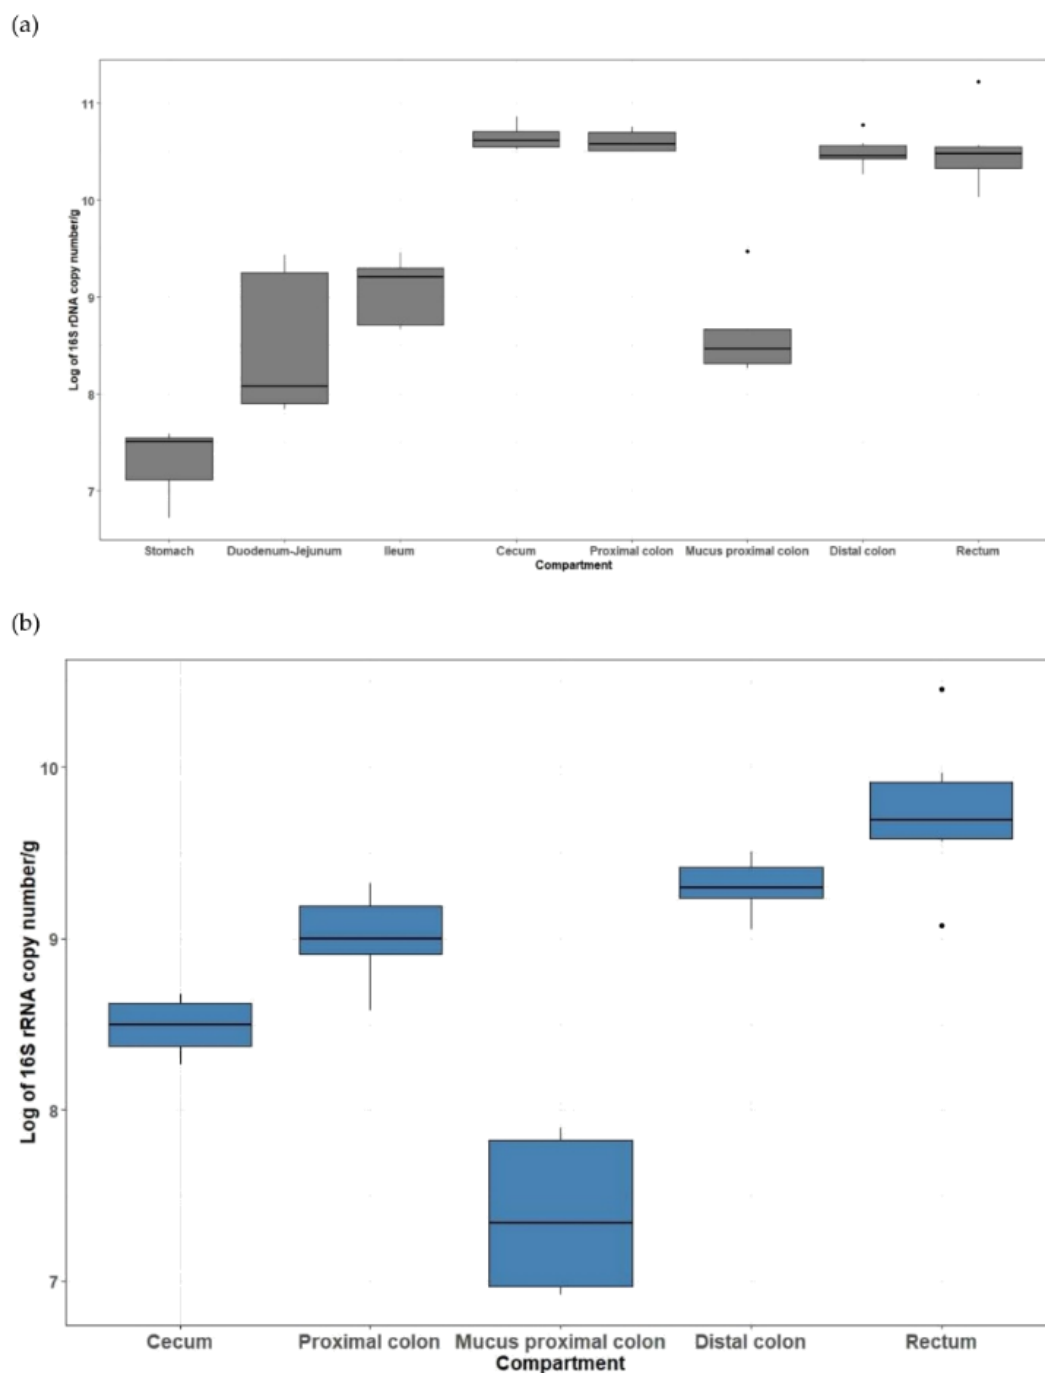 (a)
Log of 16S rDNA copy number/g
11
10
9
8
7
Stomach Duodenum-Jejunum Ileum Cecum Proximal colon Mucus proximal colon Distal colon Rectum
Compartment
(b)
Log of 16S rRNA copy number/g
10
9
8
7
Cecum Proximal colon Mucus proximal colon Distal colon Rectum
Compartment